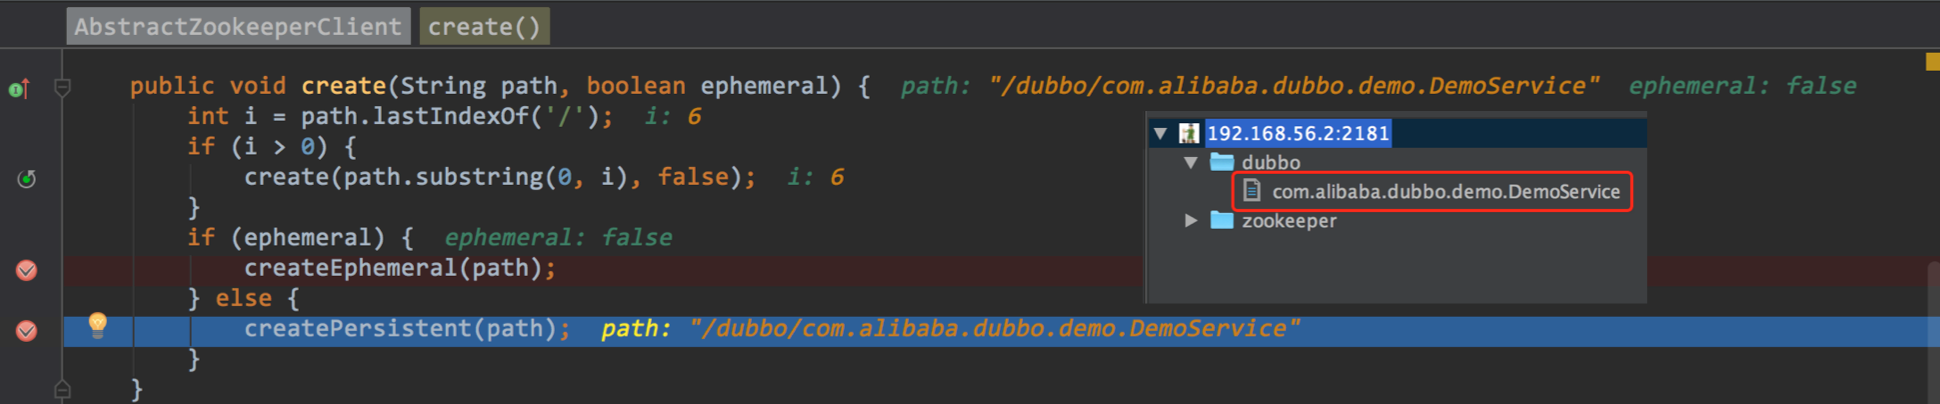 AbstractZookeeperClient create()
public void create(String path, boolean ephemeral) { path: "/dubbo/com.alibaba.dubbo.demo.DemoService" ephemeral: false
int i = path.lastIndexOf('/'); i: 6
192.168.56.2:2181
if (i > 0) {
dubbo
create(path.substring(0, i), false); i: 6
com.alibaba.dubbo.demo.DemoService
}
zookeeper
if (ephemeral) { ephemeral: false
createEphemeral(path);
} else {
createPersistent(path); path: "/dubbo/com.alibaba.dubbo.demo.DemoService"
}
}